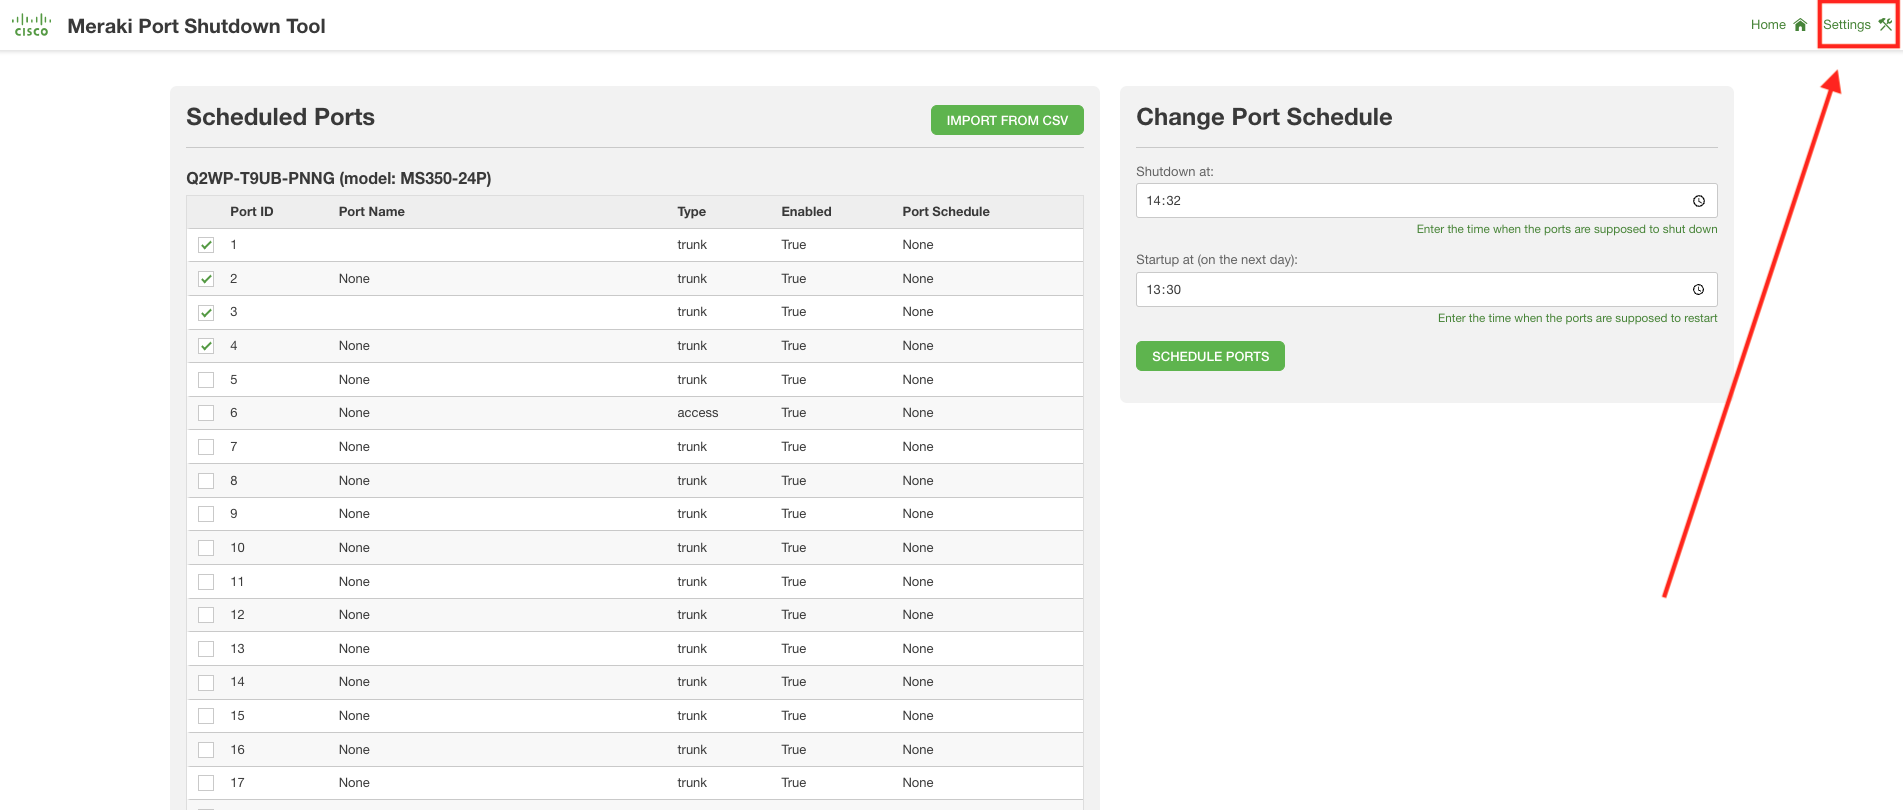 CISCO Meraki Port Shutdown Tool Home Settings
Scheduled Ports IMPORT FROM CSV
Q2WP-T9UB-PNNG (model: MS350-24P)
Port ID Port Name Type Enabled Port Schedule
1 trunk True None
2 None trunk True None
3 trunk True None
4 None trunk True None
5 None trunk True None
6 None access True None
7 None trunk True None
8 None trunk True None
9 None trunk True None
10 None trunk True None
11 None trunk True None
12 None trunk True None
13 None trunk True None
14 None trunk True None
15 None trunk True None
16 None trunk True None
17 None trunk True None
Change Port Schedule
Shutdown at:
14:32
Enter the time when the ports are supposed to shut down
Startup at (on the next day):
13:30
Enter the time when the ports are supposed to restart
SCHEDULE PORTS